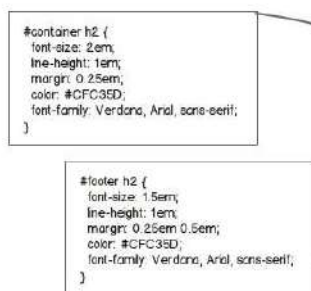 #container h2 {
font-size: 2em;
line-height: 1em;
margin: 0.25em;
color: #CFC35D;
font-family: Verdana, Arial, sans-serif;
}
#footer h2 {
font-size: 1.5em;
line-height: 1em;
margin: 0.25em 0.5em;
color: #CFC35D;
font-family: Verdana, Arial, sans-serif;
}